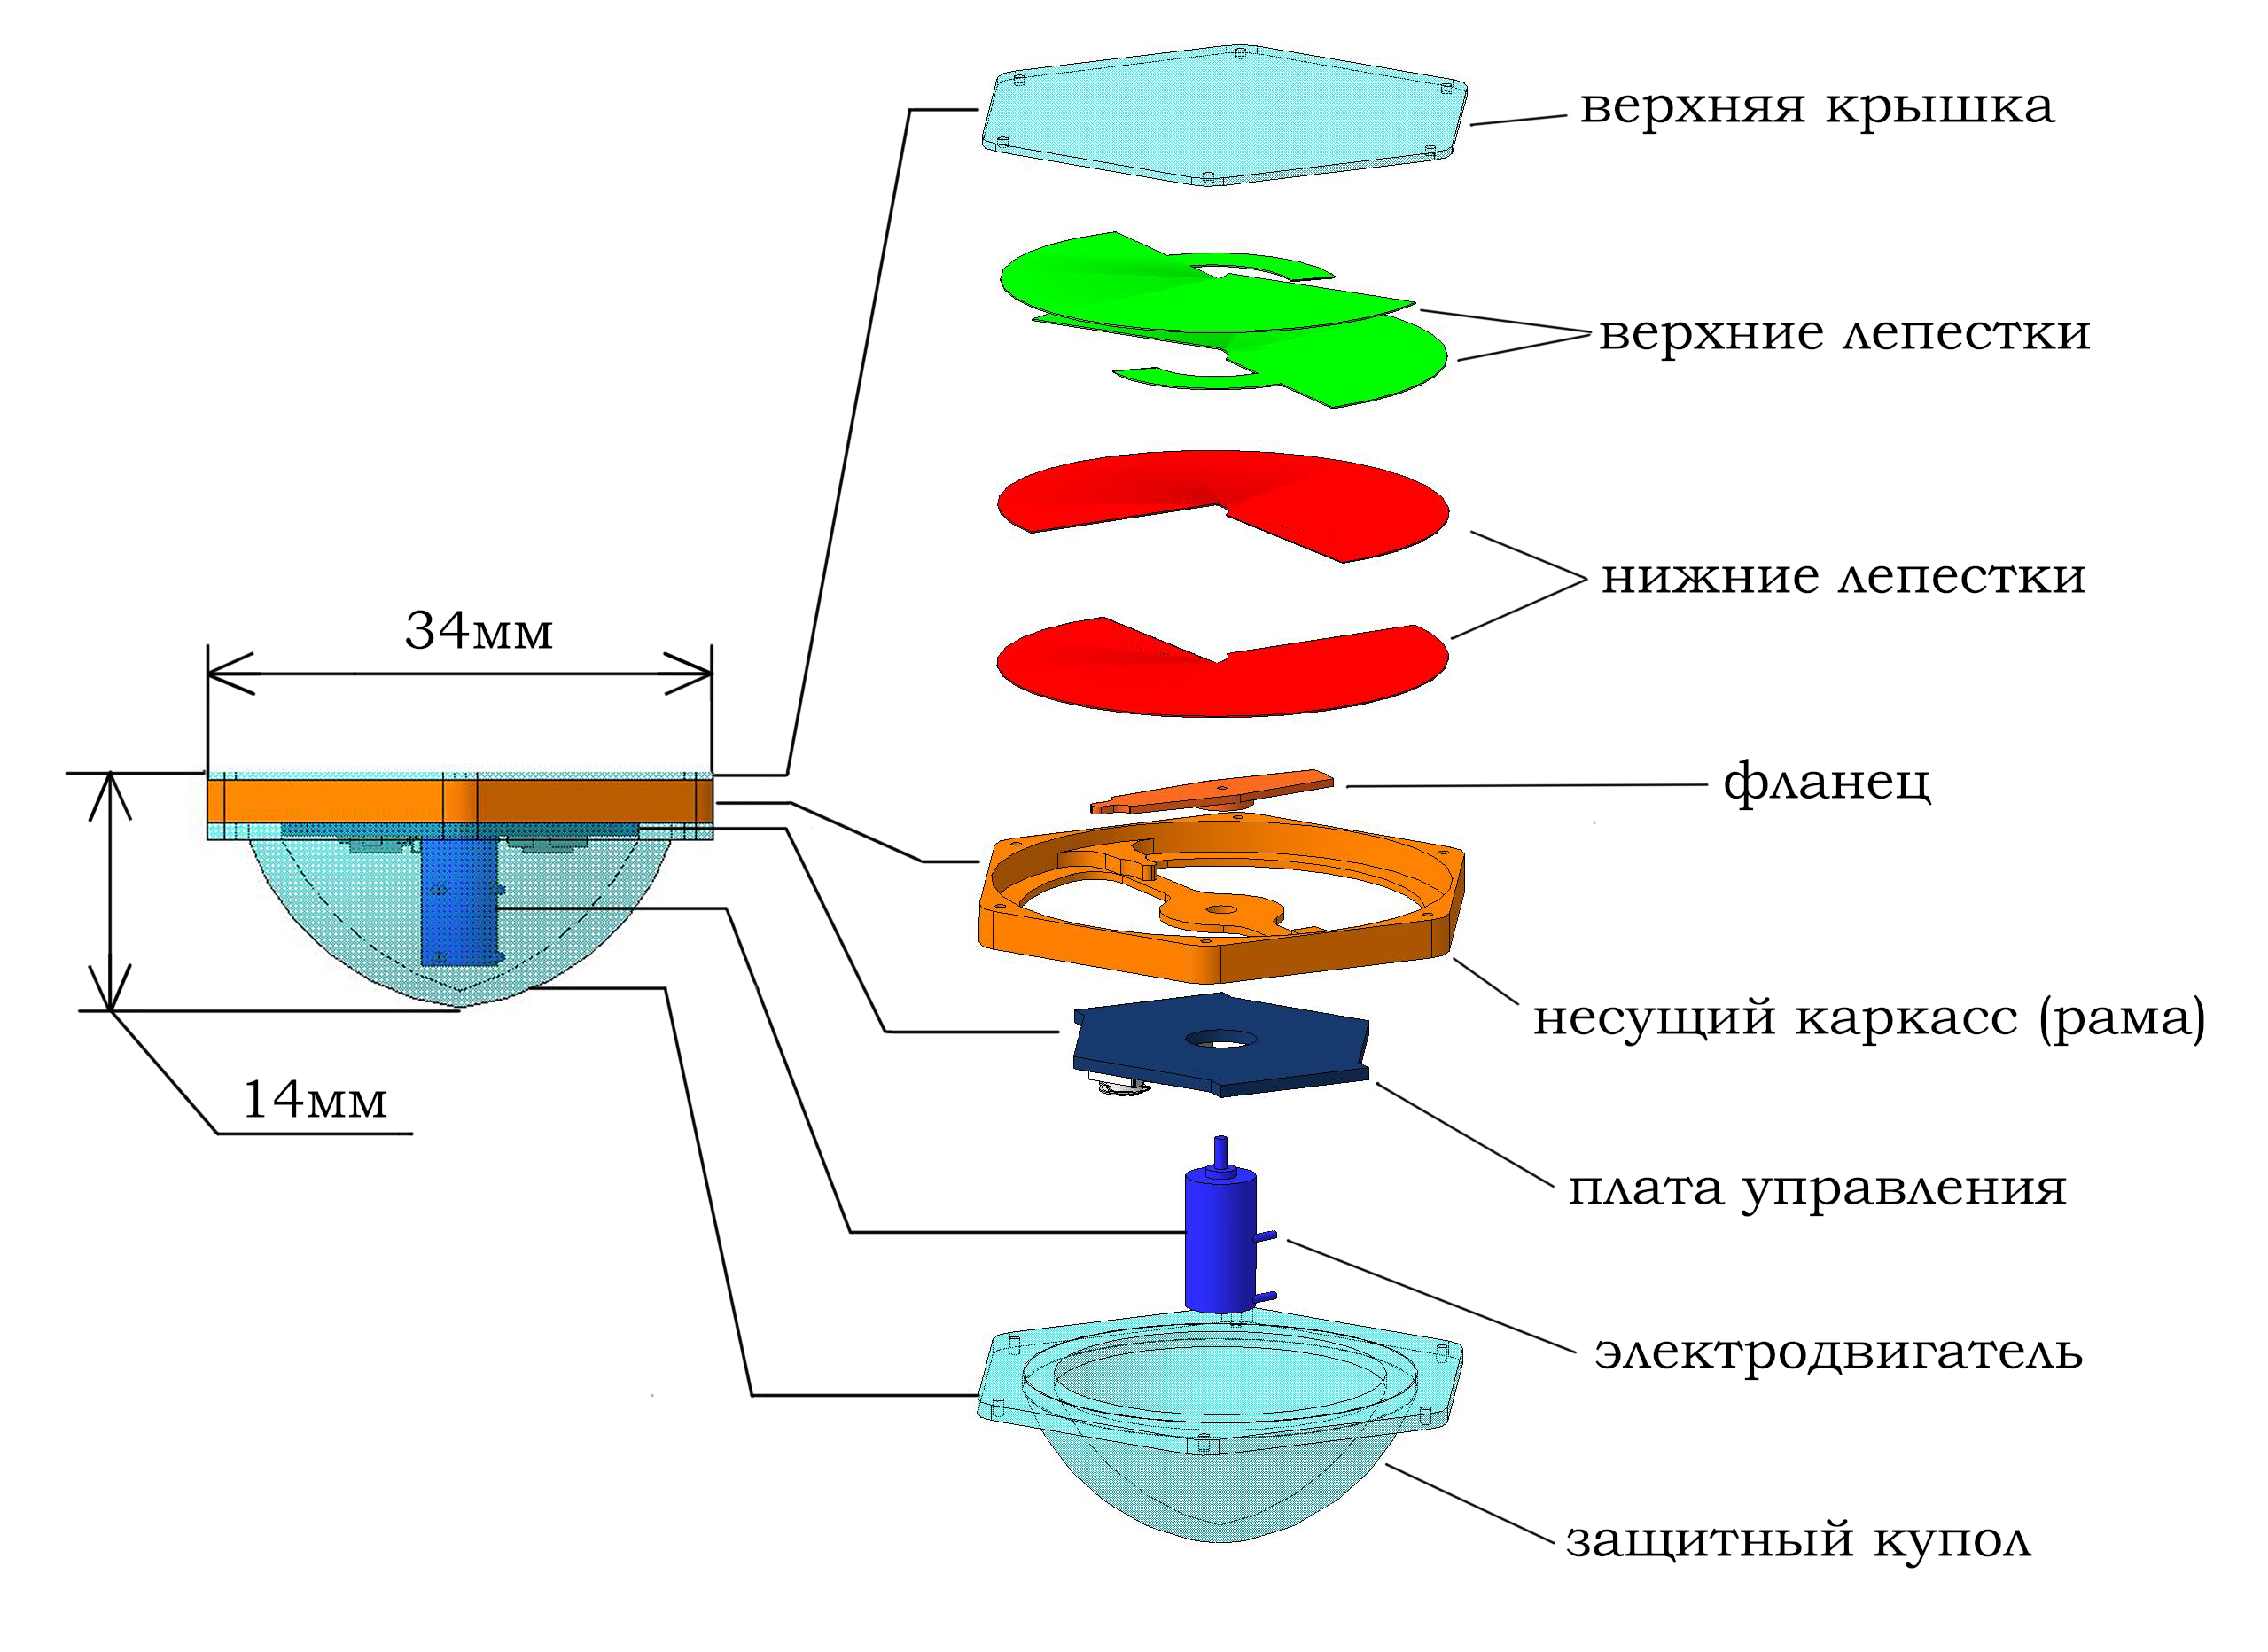 верхняя крышка
верхние лепестки
нижние лепестки
34мм
фланец
несущий каркасс (рама)
14мм
плата управления
электродвигатель
защитный купол